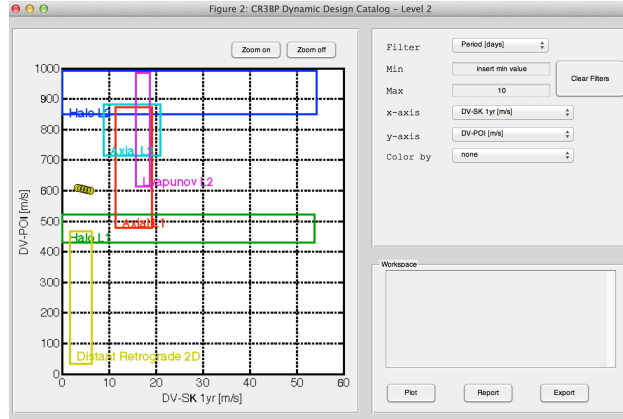 Figure 2: CR3BP Dynamic Design Catalog – Level 2
Zoom on
Zoom off
1000
900
800
700
600
500
400
300
200
100
0
DV-POI [m/s]
Halo L2
Axial L2
Lyapunov L2
Axial L1
Halo L1
Distant Retrograde 2D
0
10
20
30
40
50
60
DV-SK 1yr [m/s]
Filter
Period [days]
Min
insert min value
Clear Filters
Max
10
x-axis
DV-SK 1yr [m/s]
y-axis
DV-POI [m/s]
Color by
none
Workspace
Plot
Report
Export